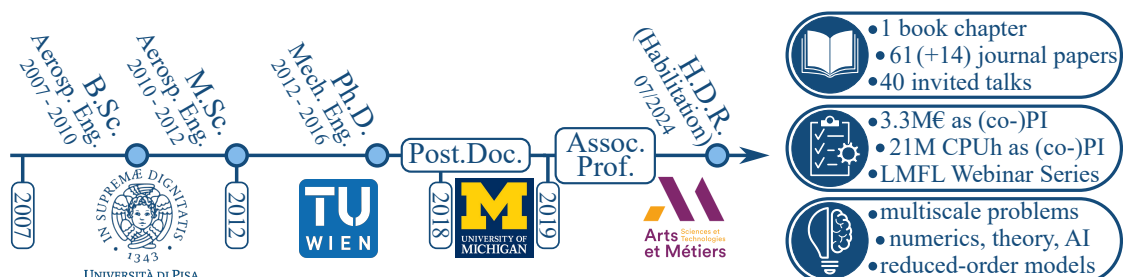 B.Sc.
Aerosp. Eng.
2007 - 2010
M.Sc.
Aerosp. Eng.
2010 - 2012
Ph.D.
Mech. Eng.
2012 - 2016
H.D.R.
(Habilitation)
07/2024
Post.Doc.
Assoc.
Prof.
2007
2012
2018
2019
IN SUPREMÆ DIGNITATIS
1343
UNIVERSITÀ DI PISA
TU
WIEN
M
UNIVERSITY OF
MICHIGAN
Arts Sciences et
Technologies
et Métiers
•1 book chapter
•61(+14) journal papers
•40 invited talks
•3.3M€ as (co-)PI
•21M CPUh as (co-)PI
•LMFL Webinar Series
•multiscale problems
•numerics, theory, AI
•reduced-order models